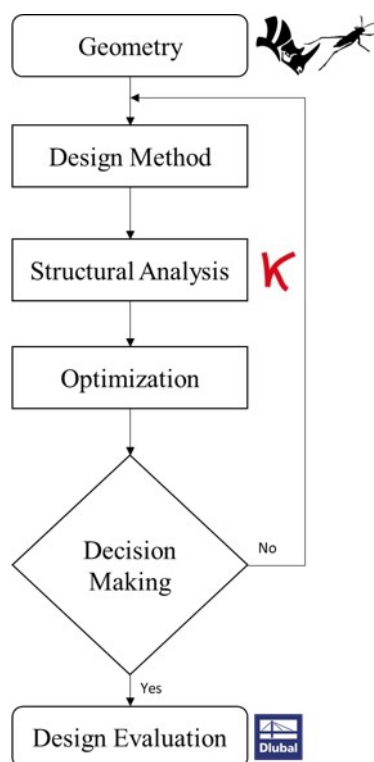 Geometry
Design Method
Structural Analysis
K
Optimization
Decision
Making
No
Yes
Design Evaluation
Dlubal